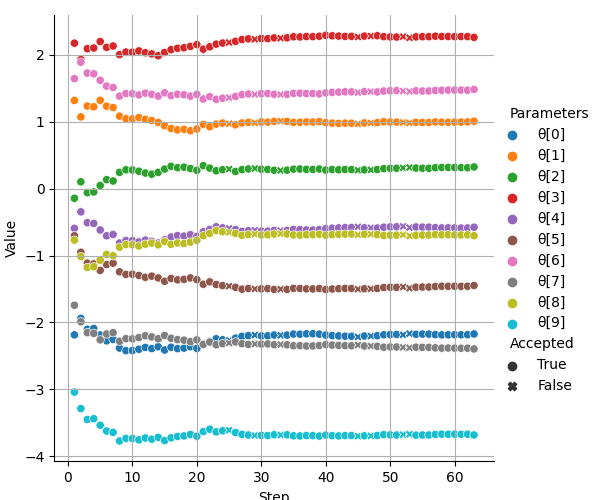 Value
2
1
0
−1
−2
−3
−4
0
10
20
30
40
50
60
Step
Parameters
θ[0]
θ[1]
θ[2]
θ[3]
θ[4]
θ[5]
θ[6]
θ[7]
θ[8]
θ[9]
Accepted
True
False